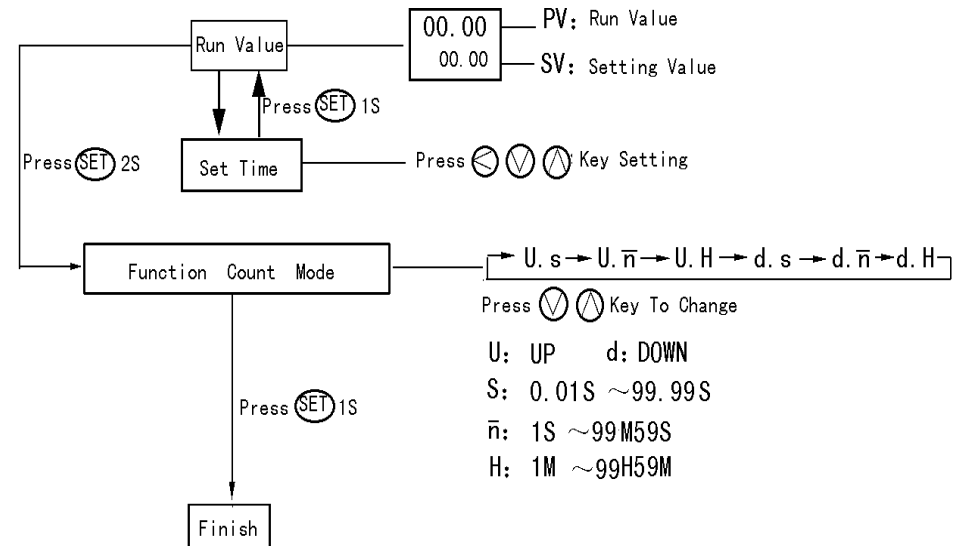 00.00
PV: Run Value
Run Value
00.00
SV: Setting Value
Press SET 1S
Press SET 2S
Set Time
Press < ∨ ∧ Key Setting
Function Count Mode
U.s→U.n̅→U.H→d.s→d.n̅→d.H
Press ∨ ∧ Key To Change
U: UP d: DOWN
S: 0.01S ~99.99S
Press SET 1S
n̅: 1S ~99M59S
H: 1M ~99H59M
Finish